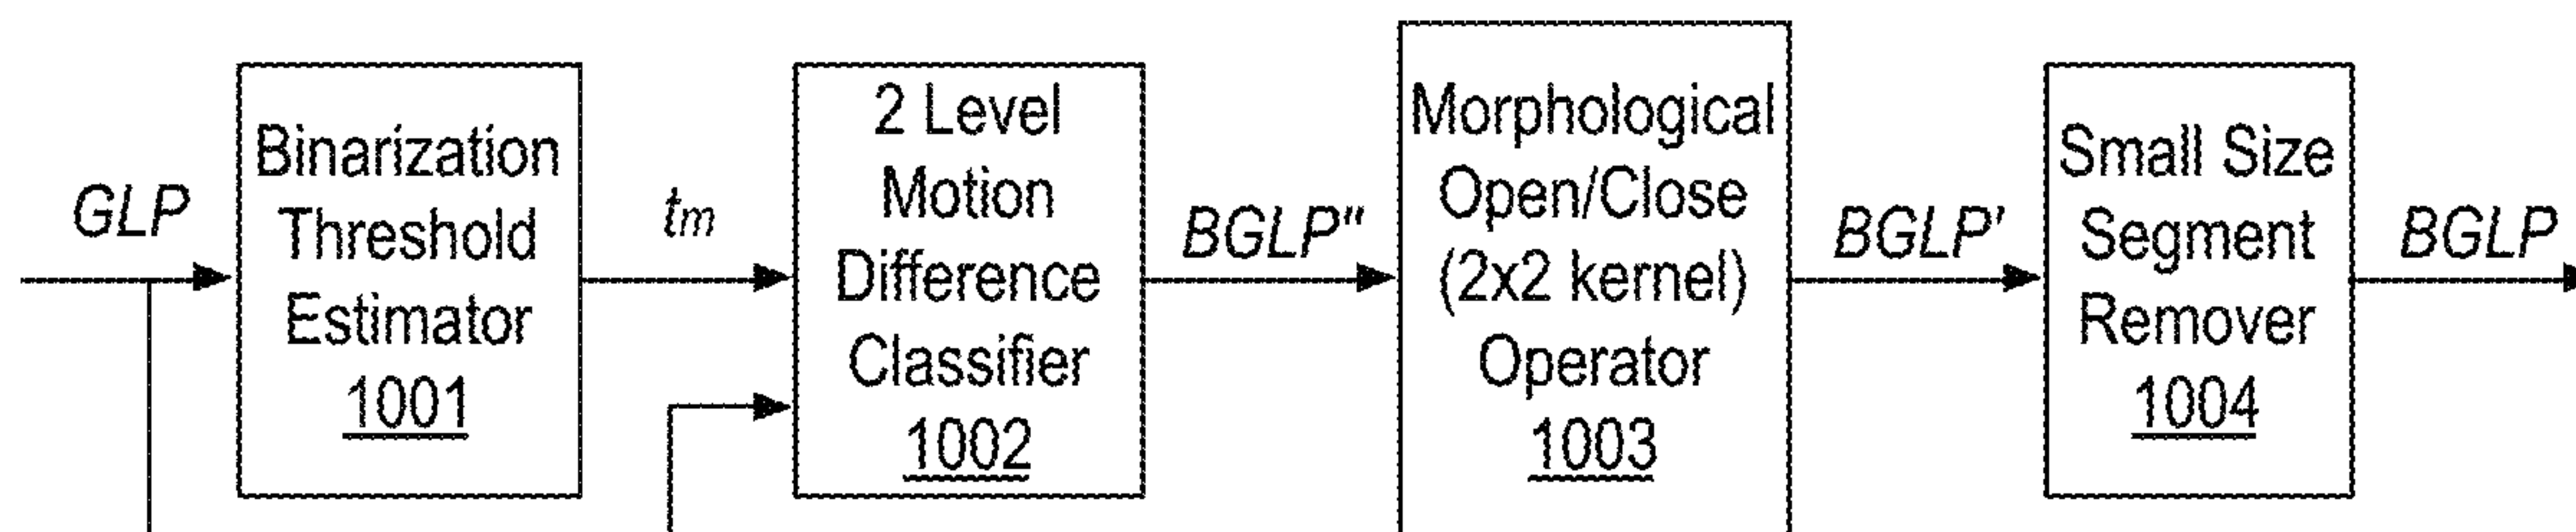 GLP
Binarization
Threshold
Estimator
1001
tm
2 Level
Motion
Difference
Classifier
1002
BGLP"
Morphological
Open/Close
(2x2 kernel)
Operator
1003
BGLP'
Small Size
Segment
Remover
1004
BGLP